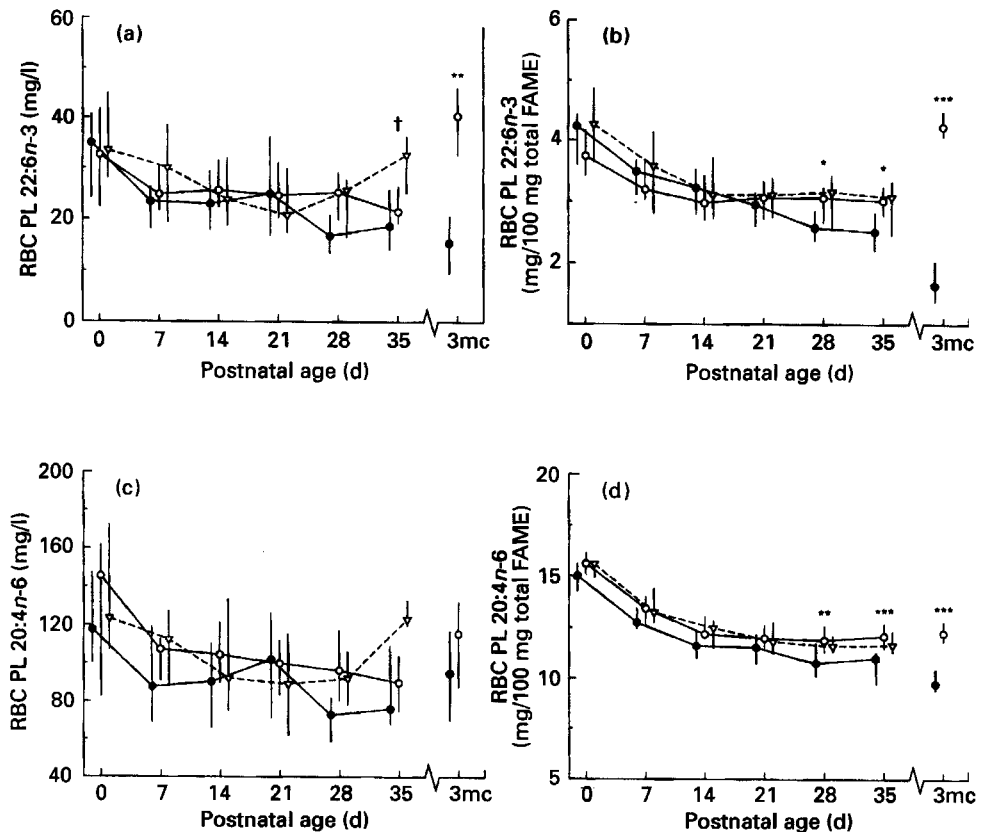 (a)
RBC PL 22:6n-3 (mg/l)
60
40
20
0
**
†
0 7 14 21 28 35 3mc
Postnatal age (d)
(b)
RBC PL 22:6n-3
(mg/100 mg total FAME)
6
4
2
***
* *
0 7 14 21 28 35 3mc
Postnatal age (d)
(c)
RBC PL 20:4n-6 (mg/l)
200
160
120
80
40
0 7 14 21 28 35 3mc
Postnatal age (d)
(d)
RBC PL 20:4n-6
(mg/100 mg total FAME)
20
15
10
5
** *** ***
0 7 14 21 28 35 3mc
Postnatal age (d)